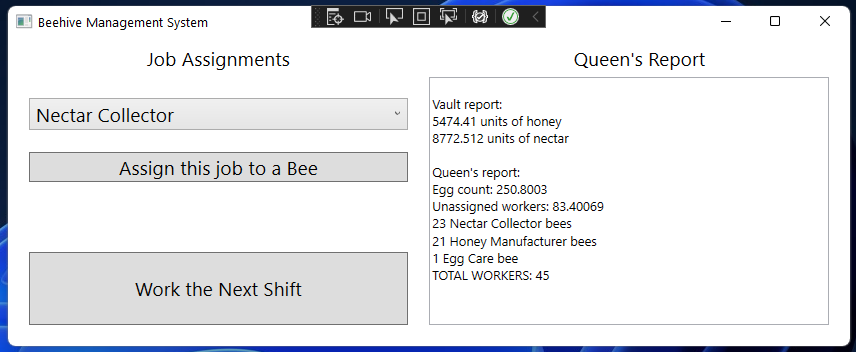 Beehive Management System
Job Assignments
Nectar Collector
Assign this job to a Bee
Work the Next Shift
Queen's Report
Vault report:
5474.41 units of honey
8772.512 units of nectar
Queen's report:
Egg count: 250.8003
Unassigned workers: 83.40069
23 Nectar Collector bees
21 Honey Manufacturer bees
1 Egg Care bee
TOTAL WORKERS: 45